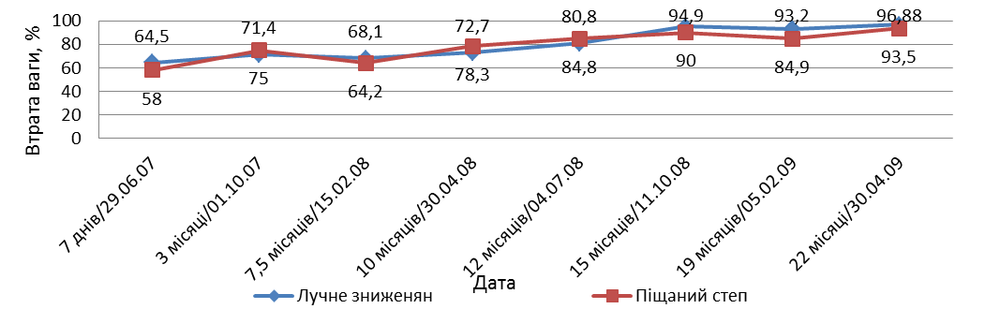 Втрата ваги, %
100
80
60
40
20
0
64,5
71,4
68,1
72,7
80,8
94,9
93,2
96,88
58
75
64,2
78,3
84,8
90
84,9
93,5
7 днів/29.06.07
3 місяці/01.10.07
7,5 місяців/15.02.08
10 місяців/30.04.08
12 місяців/04.07.08
15 місяців/11.10.08
19 місяців/05.02.09
22 місяці/30.04.09
Дата
Лучне зниженян
Піщаний степ